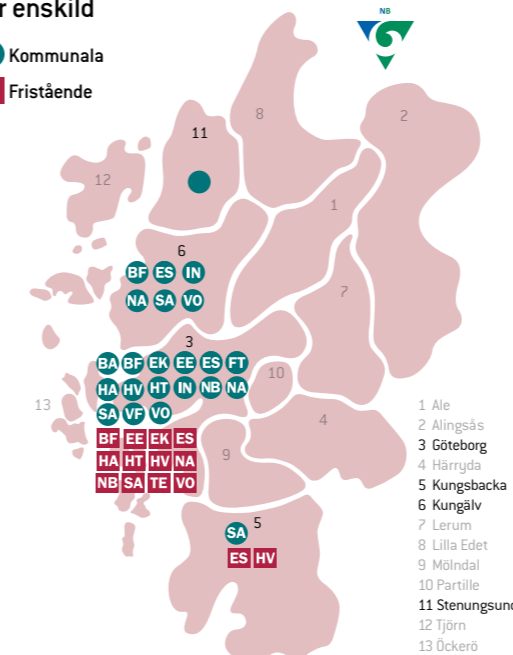 r enskild
NB
Kommunala
Fristående
11
8
2
12
1
6
BF ES IN
NA SA VO
7
3
BA BF EK EE ES FT
HA HV HT IN NB NA
SA VF VO
10
13
BF EE EK ES
HA HT HV NA
NB SA TE VO
4
9
5
SA
ES HV
1 Ale
2 Alingsås
3 Göteborg
4 Härryda
5 Kungsbacka
6 Kungälv
7 Lerum
8 Lilla Edet
9 Mölndal
10 Partille
11 Stenungsund
12 Tjörn
13 Öckerö